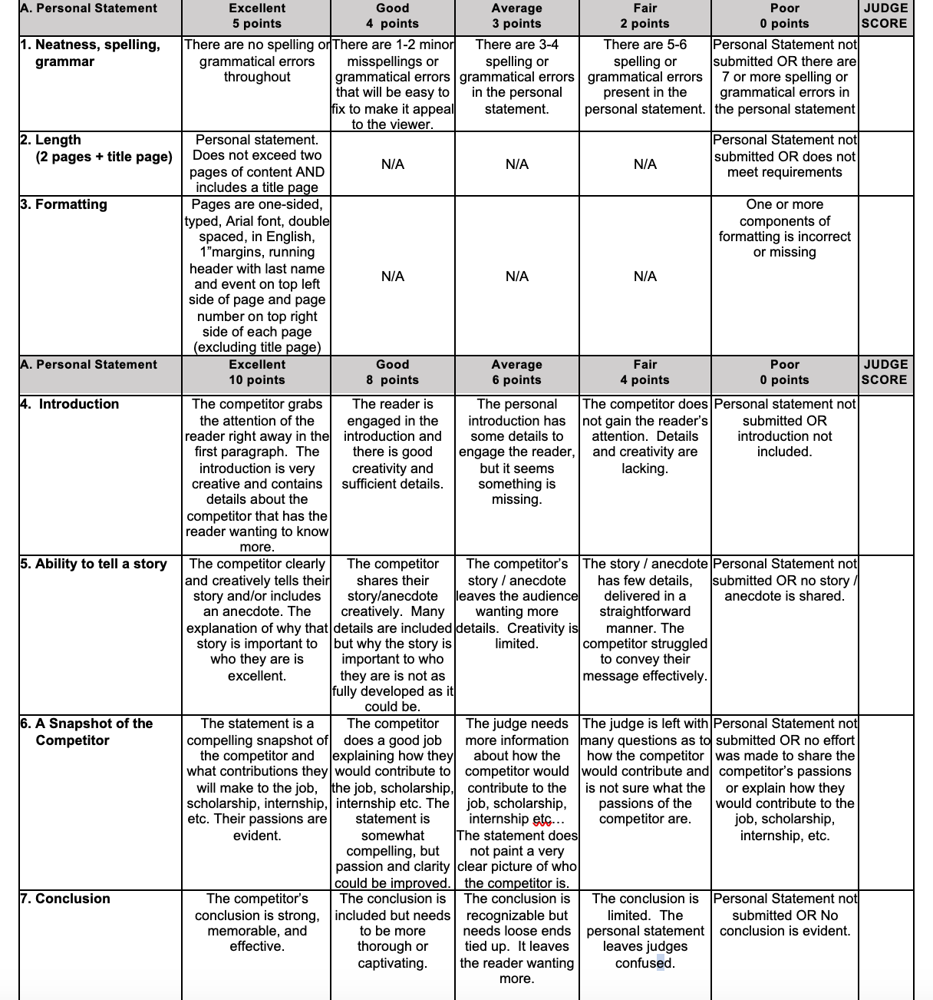 A. Personal Statement
Excellent
5 points
Good
4  points
Average
3 points
Fair
2 points
Poor
0 points
JUDGE
SCORE
1. Neatness, spelling,
grammar
There are no spelling or
grammatical errors
throughout
There are 1-2 minor
misspellings or
grammatical errors
that will be easy to
fix to make it appeal
to the viewer.
There are 3-4
spelling or
grammatical errors
in the personal
statement.
There are 5-6
spelling or
grammatical errors
present in the
personal statement.
Personal Statement not
submitted OR there are
7 or more spelling or
grammatical errors in
the personal statement
2. Length
(2 pages + title page)
Personal statement.
Does not exceed two
pages of content AND
includes a title page
N/A
N/A
N/A
Personal Statement not
submitted OR does not
meet requirements
3. Formatting
Pages are one-sided,
typed, Arial font, double
spaced, in English,
1”margins, running
header with last name
and event on top left
side of page and page
number on top right
side of each page
(excluding title page)
N/A
N/A
N/A
One or more
components of
formatting is incorrect
or missing
A. Personal Statement
Excellent
10 points
Good
8  points
Average
6 points
Fair
4 points
Poor
0 points
JUDGE
SCORE
4.  Introduction
The competitor grabs
the attention of the
reader right away in the
first paragraph.  The
introduction is very
creative and contains
details about the
competitor that has the
reader wanting to know
more.
The reader is
engaged in the
introduction and
there is good
creativity and
sufficient details.
The personal
introduction has
some details to
engage the reader,
but it seems
something is
missing.
The competitor does
not gain the reader’s
attention.  Details
and creativity are
lacking.
Personal statement not
submitted OR
introduction not
included.
5. Ability to tell a story
The competitor clearly
and creatively tells their
story and/or includes
an anecdote. The
explanation of why that
story is important to
who they are is
excellent.
The competitor
shares their
story/anecdote
creatively.  Many
details are included
but why the story is
important to who
they are is not as
fully developed as it
could be.
The competitor’s
story / anecdote
leaves the audience
wanting more
details.  Creativity is
limited.
The story / anecdote
has few details,
delivered in a
straightforward
manner. The
competitor struggled
to convey their
message effectively.
Personal Statement not
submitted OR no story /
anecdote is shared.
6. A Snapshot of the
Competitor
The statement is a
compelling snapshot of
the competitor and
what contributions they
will make to the job,
scholarship, internship,
etc. Their passions are
evident.
The competitor
does a good job
explaining how they
would contribute to
the job, scholarship,
internship etc. The
statement is
somewhat
compelling, but
passion and clarity
could be improved.
The judge needs
more information
about how the
competitor would
contribute to the
job, scholarship,
internship etc…
The statement does
not paint a very
clear picture of who
the competitor is.
The judge is left with
many questions as to
how the competitor
would contribute and
is not sure what the
passions of the
competitor are.
Personal Statement not
submitted OR no effort
was made to share the
competitor’s passions
or explain how they
would contribute to the
job, scholarship,
internship, etc.
7. Conclusion
The competitor’s
conclusion is strong,
memorable, and
effective.
The conclusion is
included but needs
to be more
thorough or
captivating.
The conclusion is
recognizable but
needs loose ends
tied up.  It leaves
the reader wanting
more.
The conclusion is
limited.  The
personal statement
leaves judges
confused.
Personal Statement not
submitted OR No
conclusion is evident.